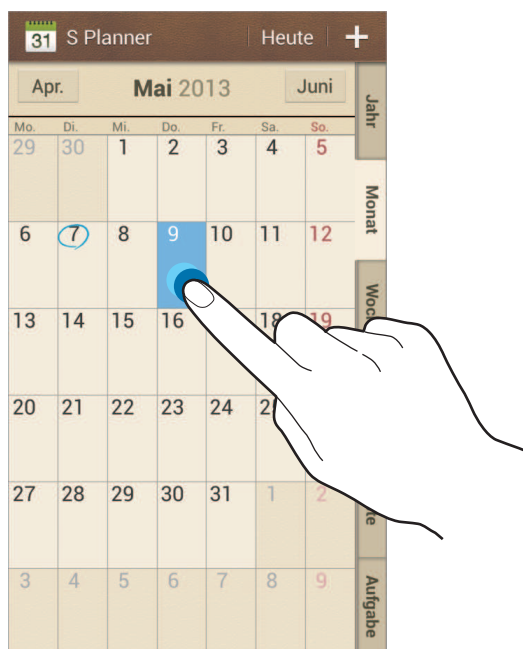 31 S Planner Heute +
Apr. Mai 2013 Juni
Mo. Di. Mi. Do. Fr. Sa. So.
29 30 1 2 3 4 5
6 7 8 9 10 11 12
13 14 15 16 18 19
20 21 22 23 24
27 28 29 30 31 1 2
3 4 5 6 7 8 9
Jahr
Monat
Aufgabe